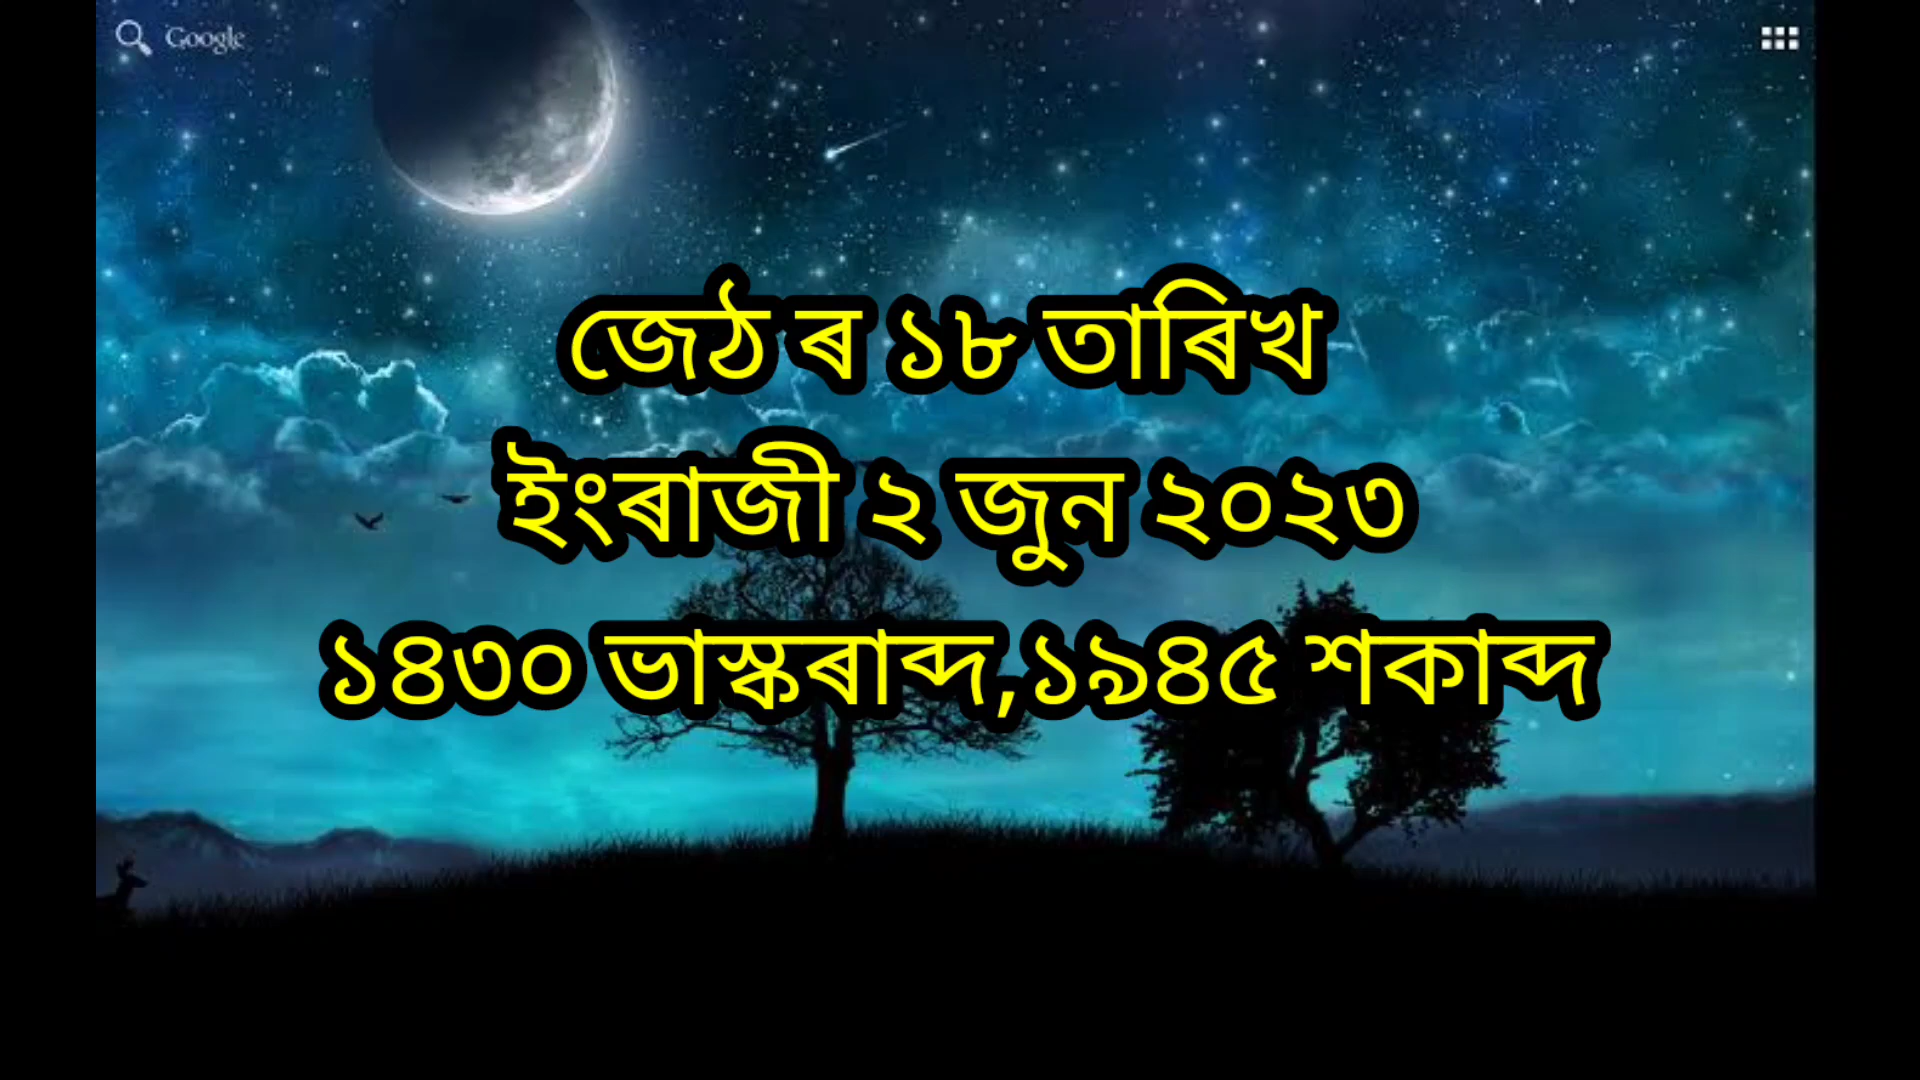 Google
জেঠ ৰ ১৮ তাৰিখ
ইংৰাজী ২ জুন ২০২৩
১৪৩০ ভাস্কৰাব্দ,১৯৪৫ শকাব্দ